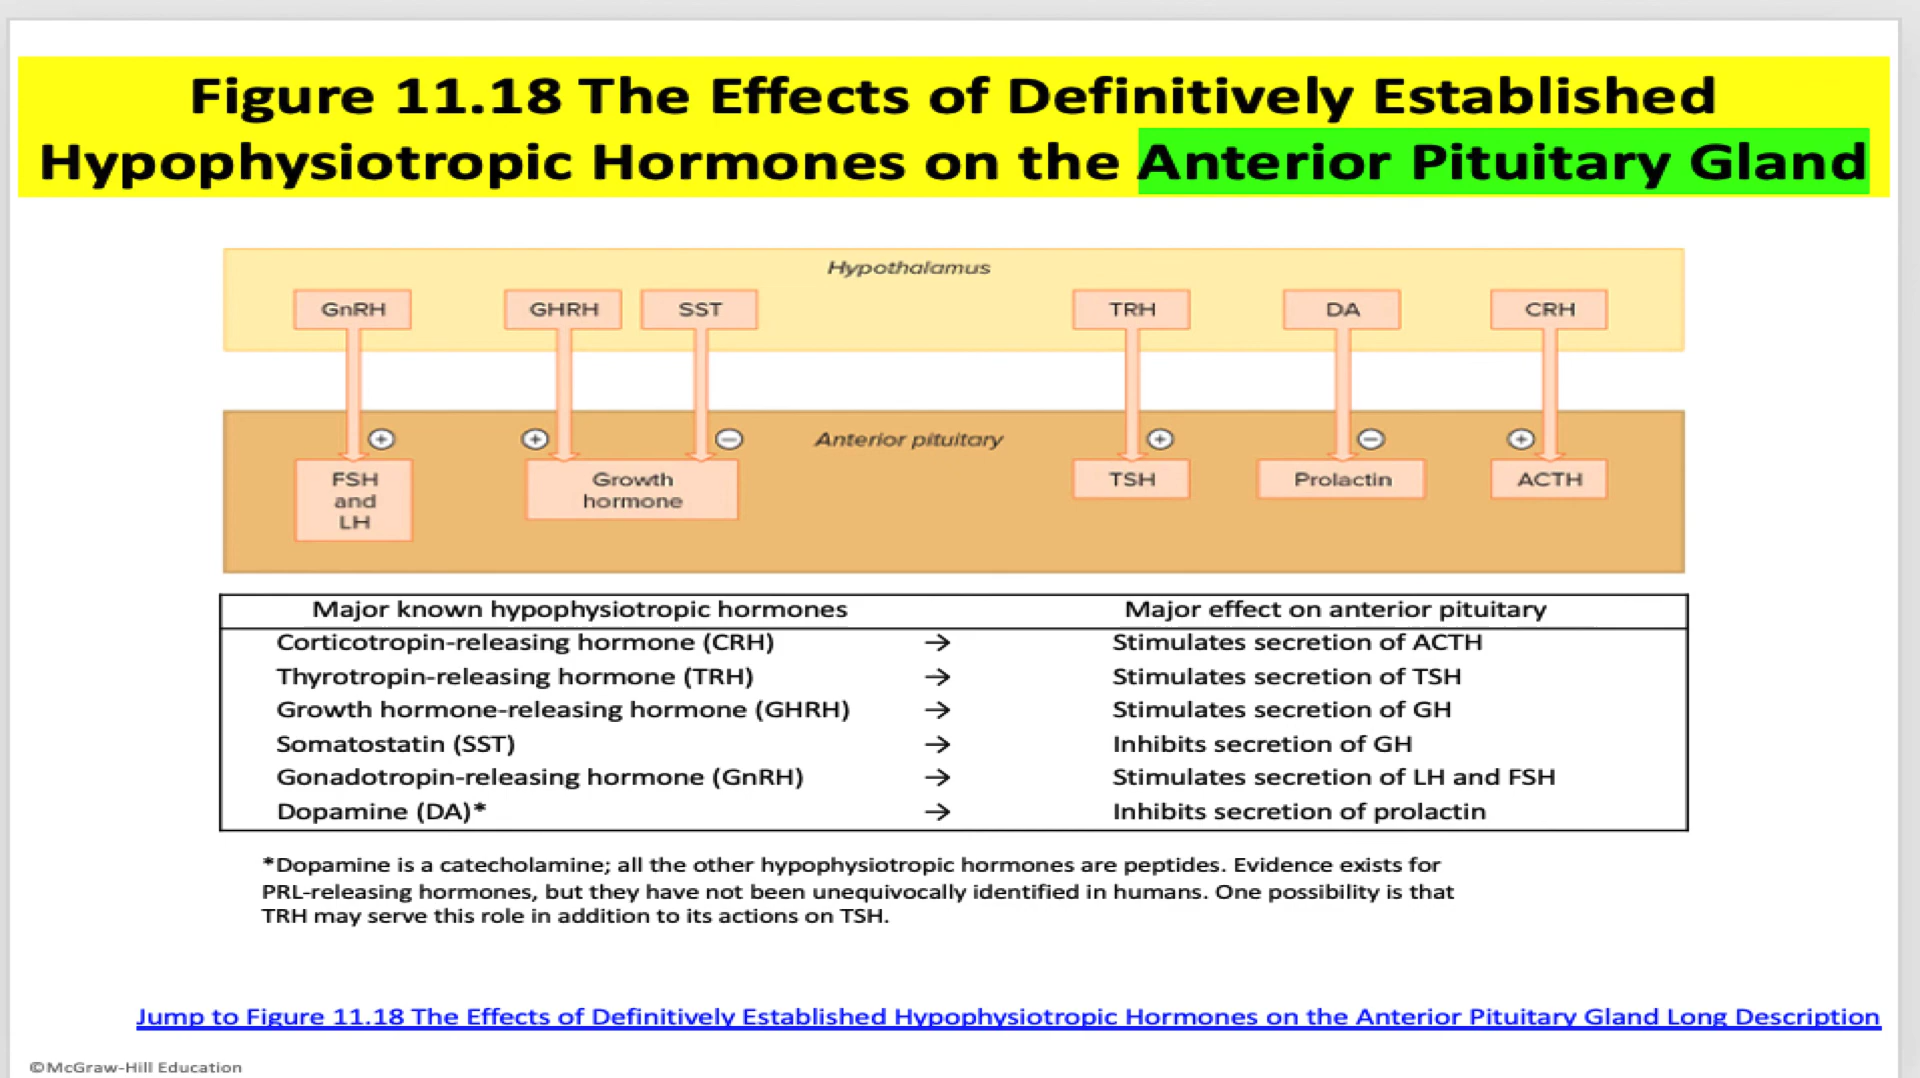 Figure 11.18 The Effects of Definitively Established
Hypophysiotropic Hormones on the Anterior Pituitary Gland
Hypothalamus
GnRH GHRH SST TRH DA CRH
+ + − Anterior pituitary + − +
FSH
and
LH
Growth
hormone
TSH
Prolactin
ACTH
Major known hypophysiotropic hormones Major effect on anterior pituitary
Corticotropin-releasing hormone (CRH) → Stimulates secretion of ACTH
Thyrotropin-releasing hormone (TRH) → Stimulates secretion of TSH
Growth hormone-releasing hormone (GHRH) → Stimulates secretion of GH
Somatostatin (SST) → Inhibits secretion of GH
Gonadotropin-releasing hormone (GnRH) → Stimulates secretion of LH and FSH
Dopamine (DA)* → Inhibits secretion of prolactin
*Dopamine is a catecholamine; all the other hypophysiotropic hormones are peptides. Evidence exists for
PRL-releasing hormones, but they have not been unequivocally identified in humans. One possibility is that
TRH may serve this role in addition to its actions on TSH.
Jump to Figure 11.18 The Effects of Definitively Established Hypophysiotropic Hormones on the Anterior Pituitary Gland Long Description
©McGraw-Hill Education